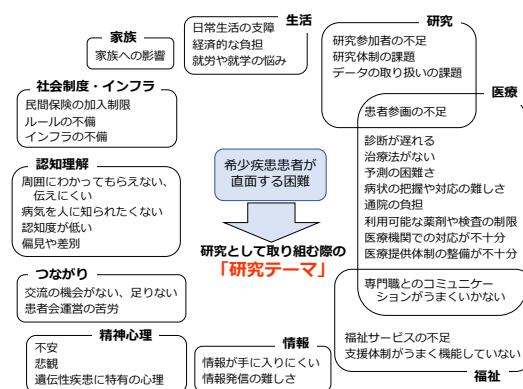 家族
家族への影響
生活
日常生活の支障
経済的な負担
就労や就学の悩み
研究
研究参加者の不足
研究体制の課題
データの取り扱いの課題
医療
患者参画の不足
診断が遅れる
治療法がない
予測の困難さ
病状の把握や対応の難しさ
通院の負担
利用可能な薬剤や検査の制限
医療機関での対応が不十分
医療提供体制の整備が不十分
専門職とのコミュニケー
ションがうまくいかない
福祉サービスの不足
支援体制がうまく機能していない
福祉
社会制度・インフラ
民間保険の加入制限
ルールの不備
インフラの不備
認知理解
周囲にわかってもらえない、
伝えにくい
病気を人に知られたくない
認知度が低い
偏見や差別
つながり
交流の機会がない、足りない
患者会運営の苦労
精神心理
不安
悲観
遺伝性疾患に特有の心理
情報
情報が手に入りにくい
情報発信の難しさ
希少疾患患者が
直面する困難
研究として取り組む際の
「研究テーマ」